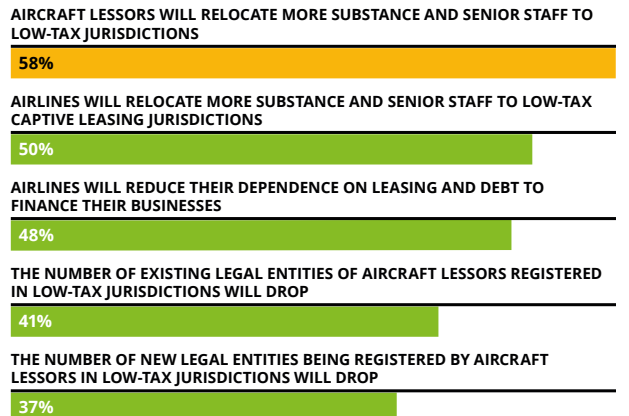 AIRCRAFT LESSORS WILL RELOCATE MORE SUBSTANCE AND SENIOR STAFF TO
LOW-TAX JURISDICTIONS
58%
AIRLINES WILL RELOCATE MORE SUBSTANCE AND SENIOR STAFF TO LOW-TAX
CAPTIVE LEASING JURISDICTIONS
50%
AIRLINES WILL REDUCE THEIR DEPENDENCE ON LEASING AND DEBT TO
FINANCE THEIR BUSINESSES
48%
THE NUMBER OF EXISTING LEGAL ENTITIES OF AIRCRAFT LESSORS REGISTERED
IN LOW-TAX JURISDICTIONS WILL DROP
41%
THE NUMBER OF NEW LEGAL ENTITIES BEING REGISTERED BY AIRCRAFT
LESSORS IN LOW-TAX JURISDICTIONS WILL DROP
37%